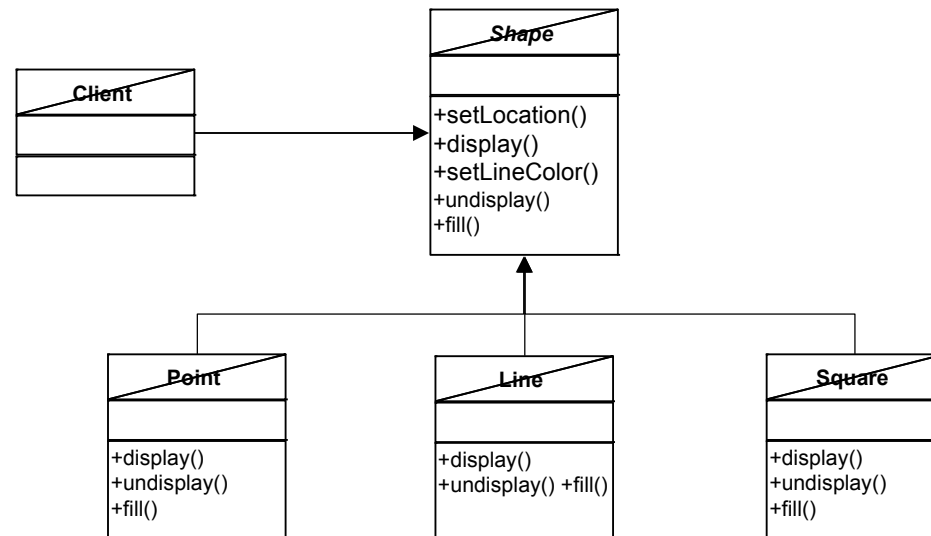 Shape
Client
+setLocation()
+display()
+setLineColor()
+undisplay()
+fill()
Point
+display()
+undisplay()
+fill()
Line
+display()
+undisplay() +fill()
Square
+display()
+undisplay()
+fill()